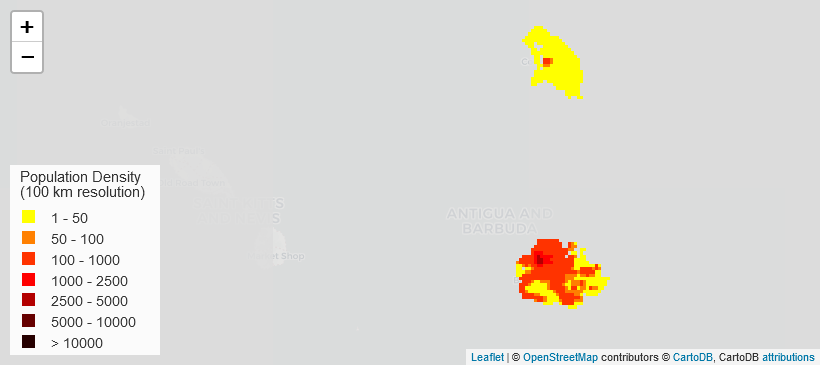 +
−
ANTIGUA AND
BARBUDA
Population Density
(100 km resolution)
1 - 50
50 - 100
100 - 1000
1000 - 2500
2500 - 5000
5000 - 10000
> 10000
Leaflet | © OpenStreetMap contributors © CartoDB, CartoDB attributions